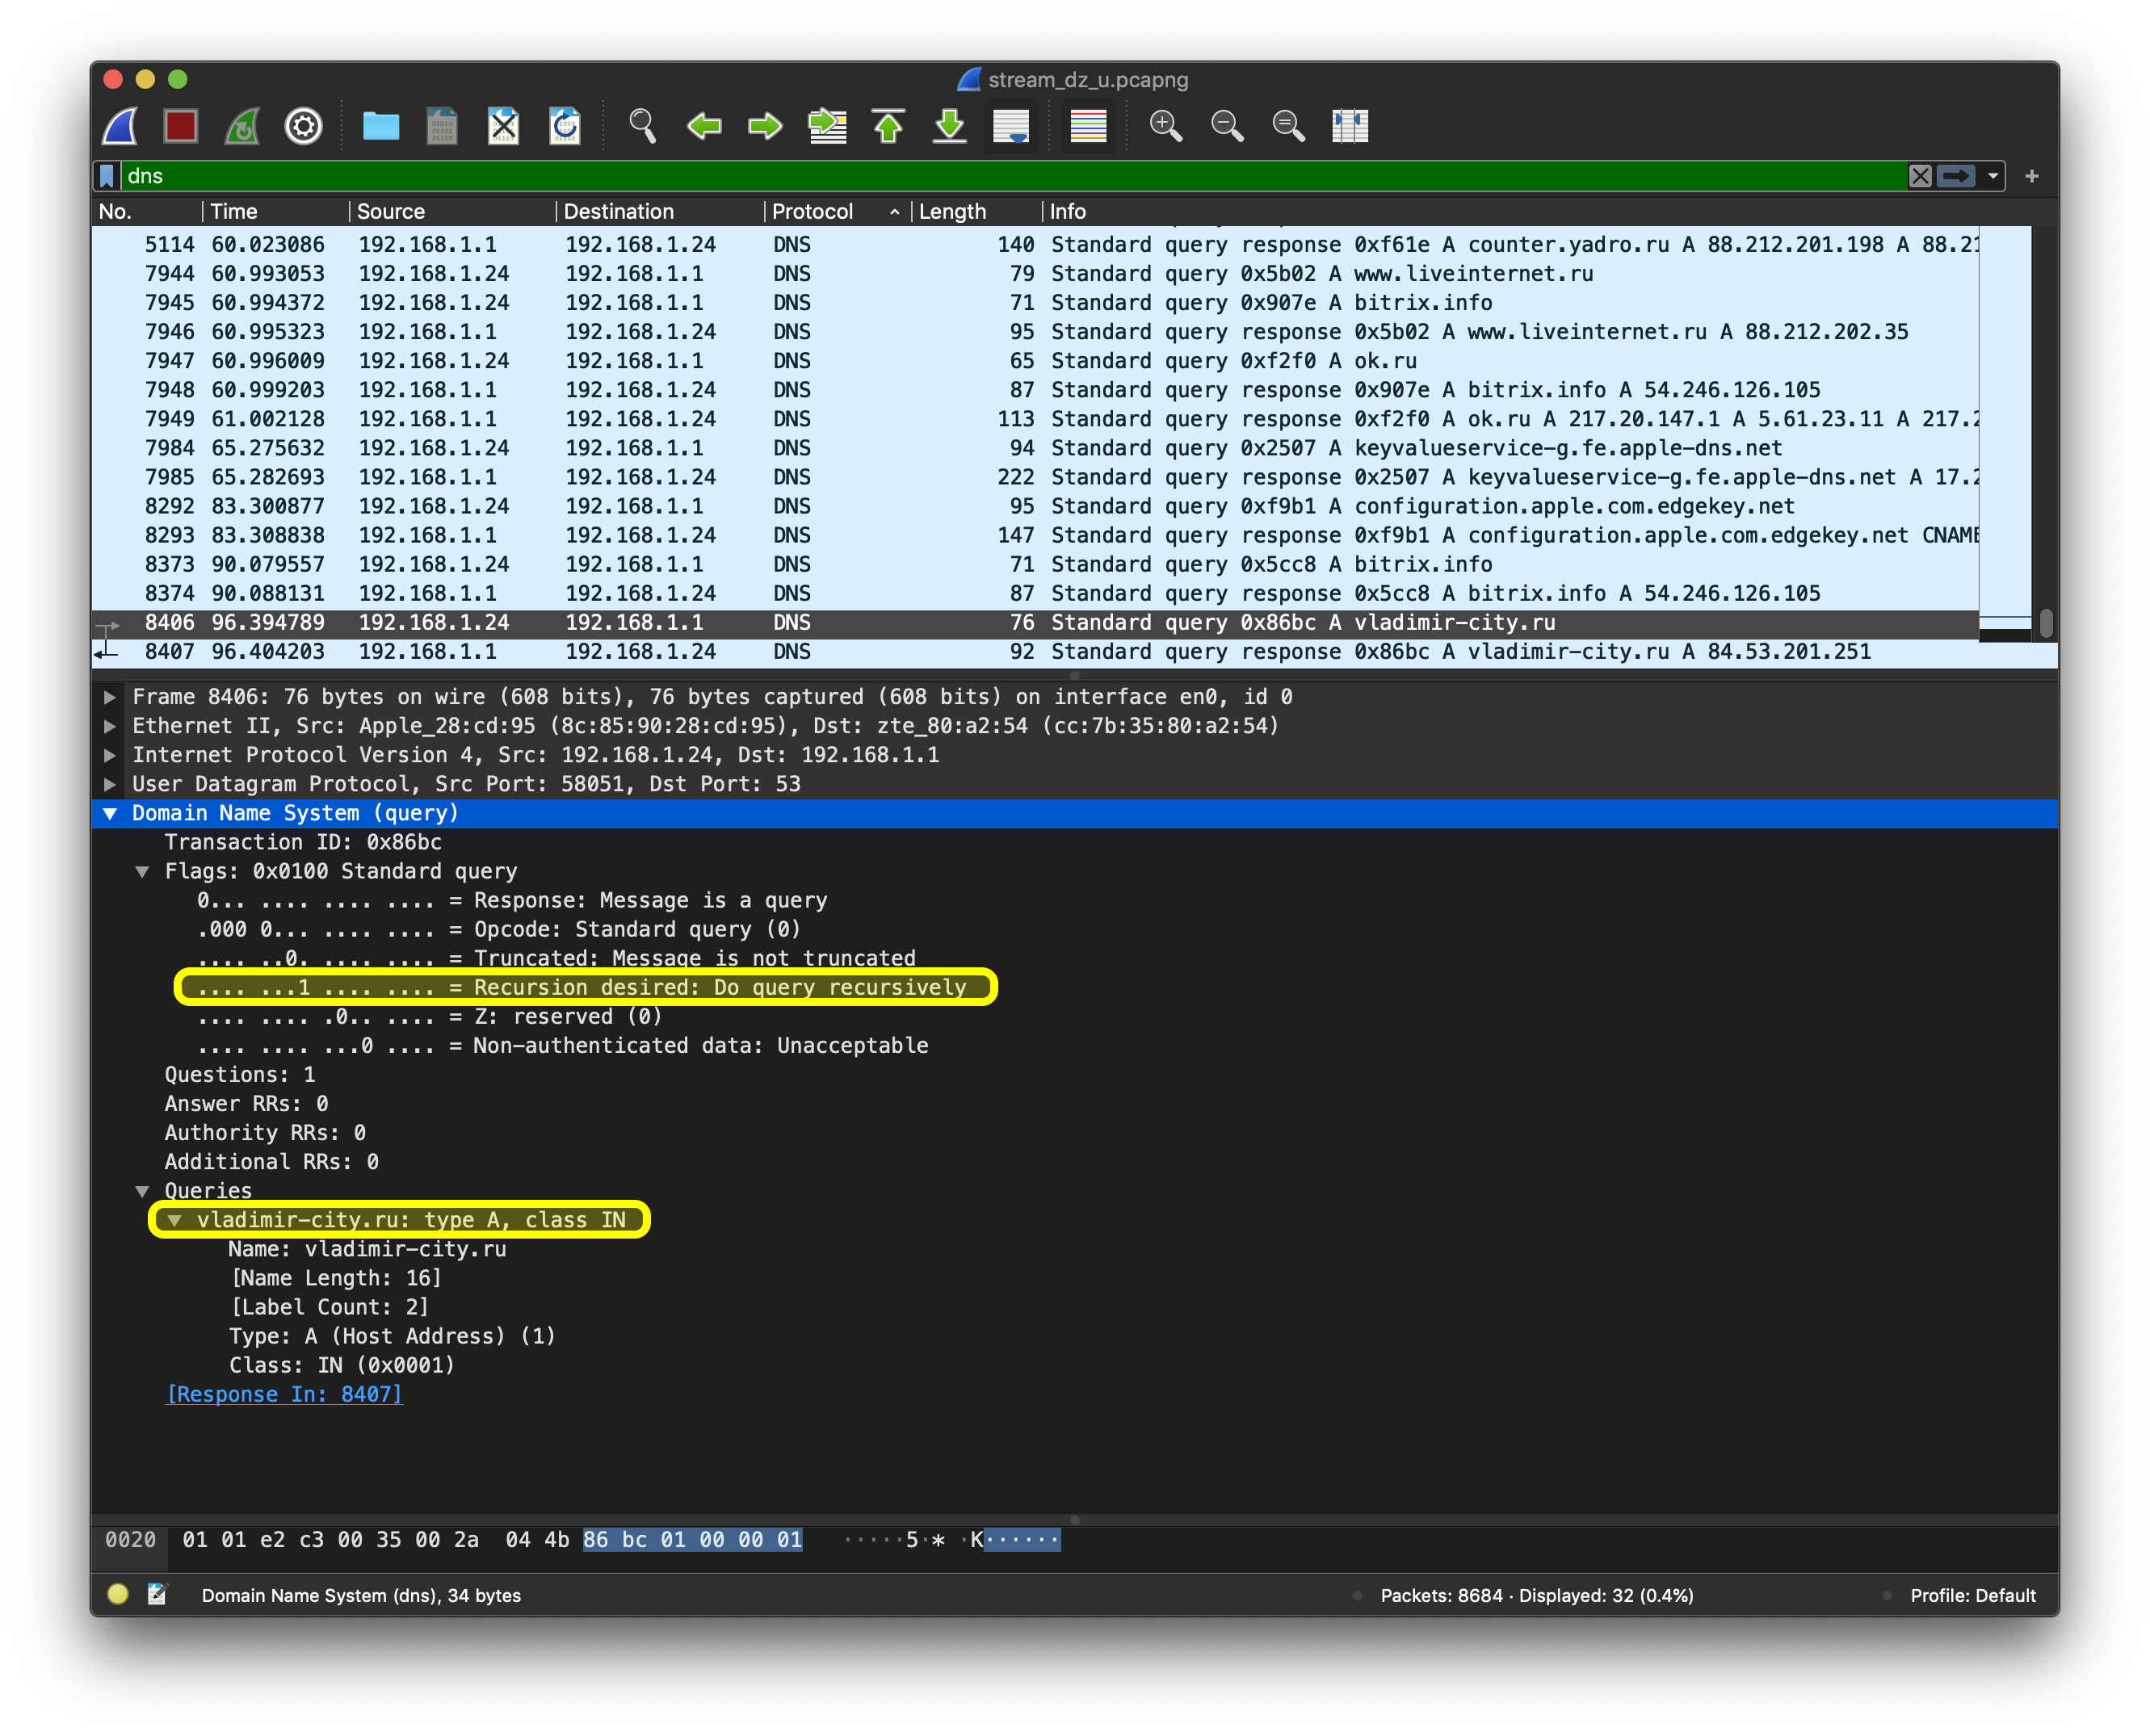 stream_dz_u.pcapng
dns
No. Time Source Destination Protocol Length Info
5114 60.023086 192.168.1.1 192.168.1.24 DNS 140 Standard query response 0xf61e A counter.yadro.ru A 88.212.201.198 A 88.21
7944 60.993053 192.168.1.24 192.168.1.1 DNS 79 Standard query 0x5b02 A www.liveinternet.ru
7945 60.994372 192.168.1.24 192.168.1.1 DNS 71 Standard query 0x907e A bitrix.info
7946 60.995323 192.168.1.1 192.168.1.24 DNS 95 Standard query response 0x5b02 A www.liveinternet.ru A 88.212.202.35
7947 60.996009 192.168.1.24 192.168.1.1 DNS 65 Standard query 0xf2f0 A ok.ru
7948 60.999203 192.168.1.1 192.168.1.24 DNS 87 Standard query response 0x907e A bitrix.info A 54.246.126.105
7949 61.002128 192.168.1.1 192.168.1.24 DNS 113 Standard query response 0xf2f0 A ok.ru A 217.20.147.1 A 5.61.23.11 A 217.2
7984 65.275632 192.168.1.24 192.168.1.1 DNS 94 Standard query 0x2507 A keyvalueservice-g.fe.apple-dns.net
7985 65.282693 192.168.1.1 192.168.1.24 DNS 222 Standard query response 0x2507 A keyvalueservice-g.fe.apple-dns.net A 17.2
8292 83.300877 192.168.1.24 192.168.1.1 DNS 95 Standard query 0xf9b1 A configuration.apple.com.edgekey.net
8293 83.308838 192.168.1.1 192.168.1.24 DNS 147 Standard query response 0xf9b1 A configuration.apple.com.edgekey.net CNAME
8373 90.079557 192.168.1.24 192.168.1.1 DNS 71 Standard query 0x5cc8 A bitrix.info
8374 90.088131 192.168.1.1 192.168.1.24 DNS 87 Standard query response 0x5cc8 A bitrix.info A 54.246.126.105
8406 96.394789 192.168.1.24 192.168.1.1 DNS 76 Standard query 0x86bc A vladimir-city.ru
8407 96.404203 192.168.1.1 192.168.1.24 DNS 92 Standard query response 0x86bc A vladimir-city.ru A 84.53.201.251
Frame 8406: 76 bytes on wire (608 bits), 76 bytes captured (608 bits) on interface en0, id 0
Ethernet II, Src: Apple_28:cd:95 (8c:85:90:28:cd:95), Dst: zte_80:a2:54 (cc:7b:35:80:a2:54)
Internet Protocol Version 4, Src: 192.168.1.24, Dst: 192.168.1.1
User Datagram Protocol, Src Port: 58051, Dst Port: 53
Domain Name System (query)
Transaction ID: 0x86bc
Flags: 0x0100 Standard query
0... .... .... .... = Response: Message is a query
.000 0... .... .... = Opcode: Standard query (0)
.... ..0. .... .... = Truncated: Message is not truncated
.... ...1 .... .... = Recursion desired: Do query recursively
.... .... .0.. .... = Z: reserved (0)
.... .... ...0 .... = Non-authenticated data: Unacceptable
Questions: 1
Answer RRs: 0
Authority RRs: 0
Additional RRs: 0
Queries
vladimir-city.ru: type A, class IN
Name: vladimir-city.ru
[Name Length: 16]
[Label Count: 2]
Type: A (Host Address) (1)
Class: IN (0x0001)
[Response In: 8407]
0020 01 01 e2 c3 00 35 00 2a 04 4b 86 bc 01 00 00 01 ·····5·* ·K······
Domain Name System (dns), 34 bytes Packets: 8684 · Displayed: 32 (0.4%) Profile: Default